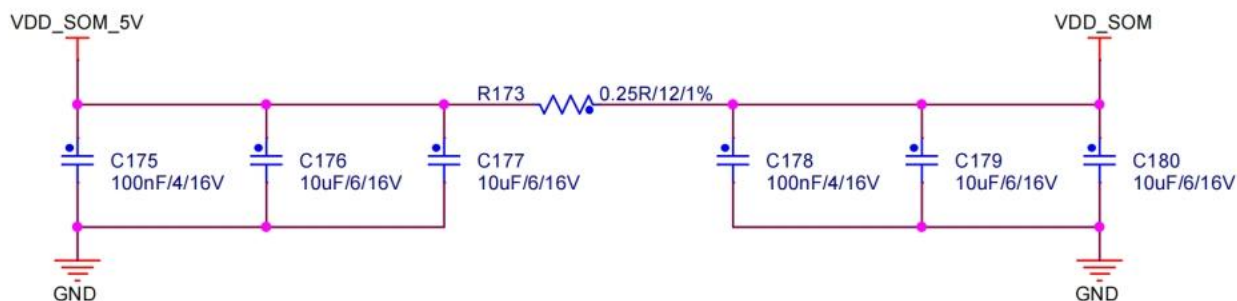 VDD_SOM_5V
VDD_SOM
R173
0.25R/12/1%
C175
100nF/4/16V
C176
10uF/6/16V
C177
10uF/6/16V
C178
100nF/4/16V
C179
10uF/6/16V
C180
10uF/6/16V
GND
GND